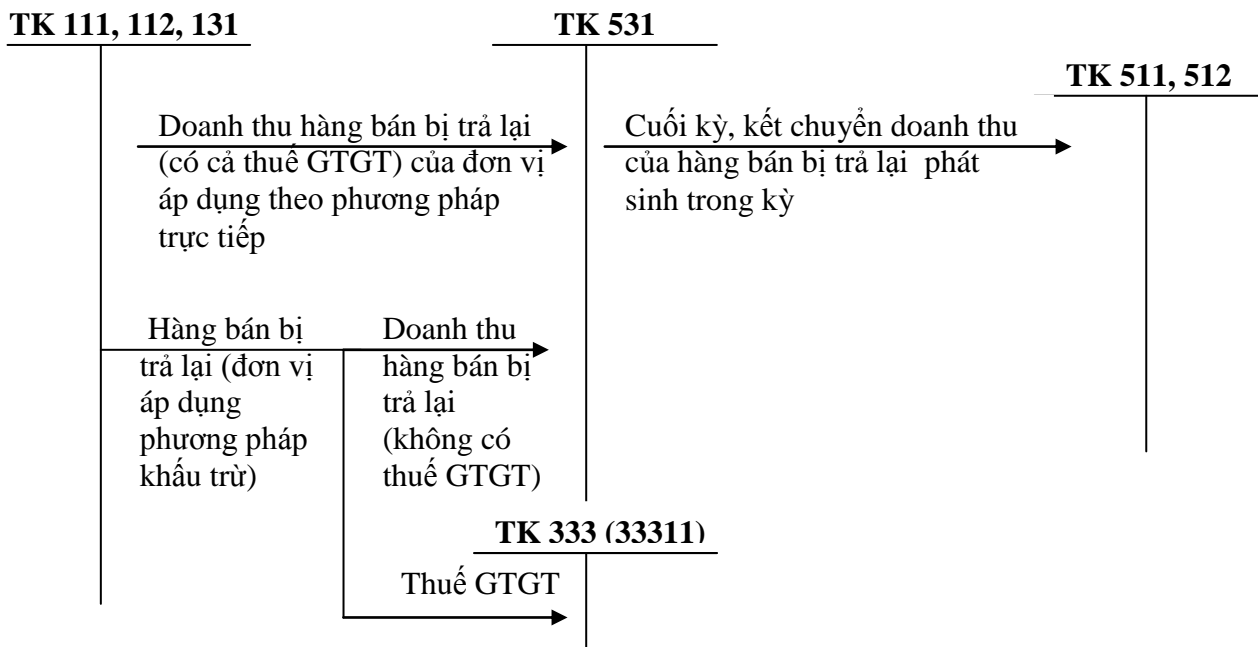 TK 111, 112, 131
TK 531
TK 511, 512
Doanh thu hàng bán bị trả lại
(có cả thuế GTGT) của đơn vị
áp dụng theo phương pháp
trực tiếp
Cuối kỳ, kết chuyển doanh thu
của hàng bán bị trả lại phát
sinh trong kỳ
Hàng bán bị
trả lại (đơn vị
áp dụng
phương pháp
khấu trừ)
Doanh thu
hàng bán bị
trả lại
(không có
thuế GTGT)
TK 333 (33311)
Thuế GTGT